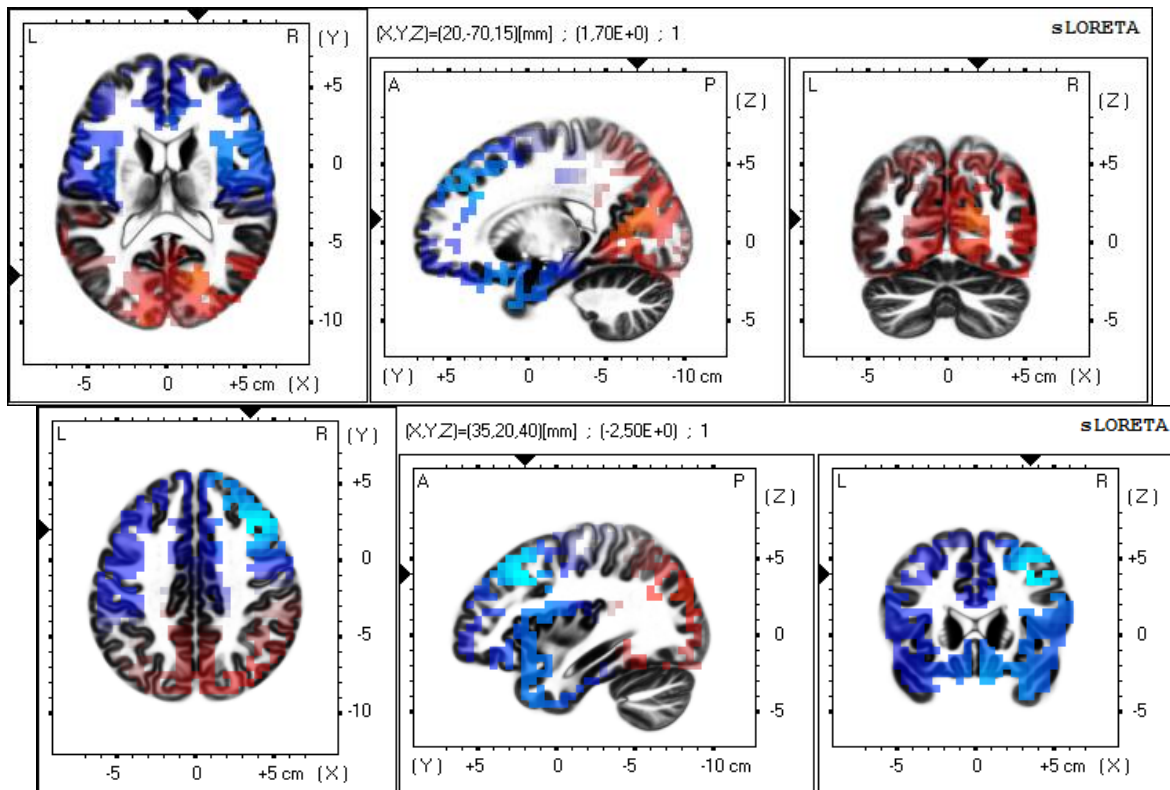 L R (Y) (X,Y,Z)=(20,-70,15)[mm] ; (1,70E+0) ; 1 sLORETA
A P (Z) L R (Z)
+5 +5 +5
0 0 0
-5 -5 -5
-10
-5 0 +5 cm (X) (Y) +5 0 -5 -10 cm -5 0 +5 cm (X)
L R (Y) (X,Y,Z)=(35,20,40)[mm] ; (-2,50E+0) ; 1 sLORETA
A P (Z) L R (Z)
+5 +5 +5
0 0 0
-5 -5 -5
-10
-5 0 +5 cm (X) (Y) +5 0 -5 -10 cm -5 0 +5 cm (X)